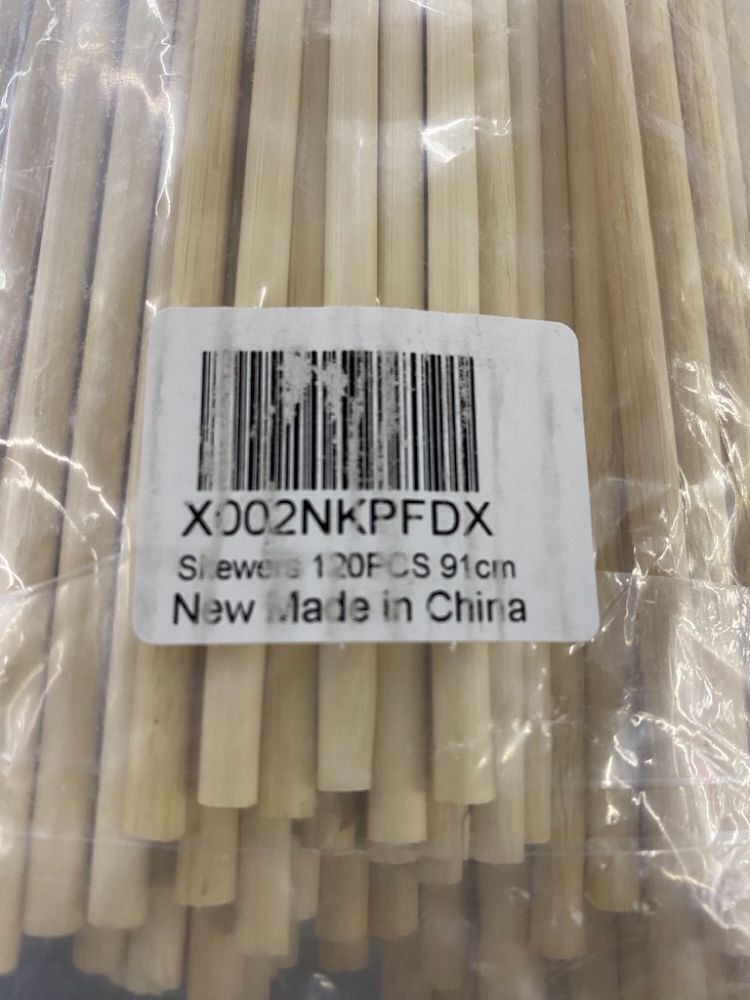 X002NKPFDX
Skewers 120PCS 91cm
New Made in China